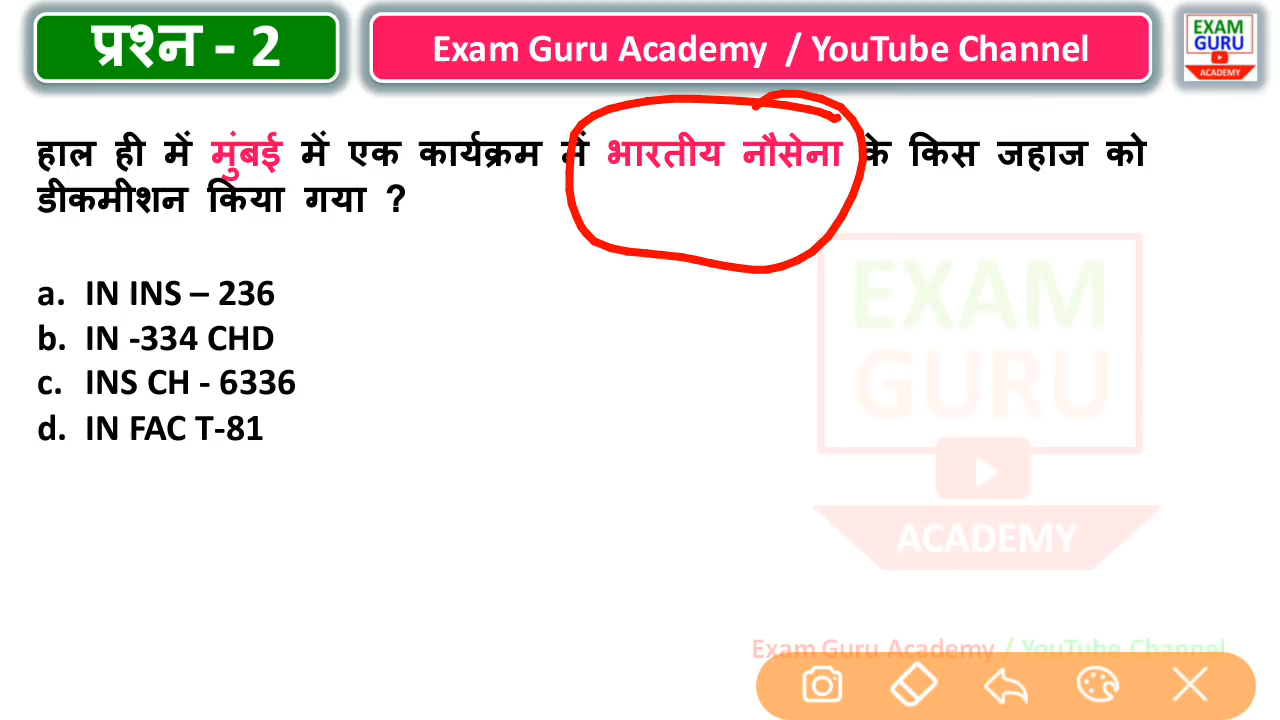 प्रश्न - 2
Exam Guru Academy / YouTube Channel
EXAM
GURU
ACADEMY
हाल ही में मुंबई में एक कार्यक्रम में भारतीय नौसेना के किस जहाज को
डीकमीशन किया गया ?
a. IN INS – 236
b. IN -334 CHD
c. INS CH - 6336
d. IN FAC T-81
EXAM
GURU
ACADEMY
Exam Guru Academy / YouTube Channel